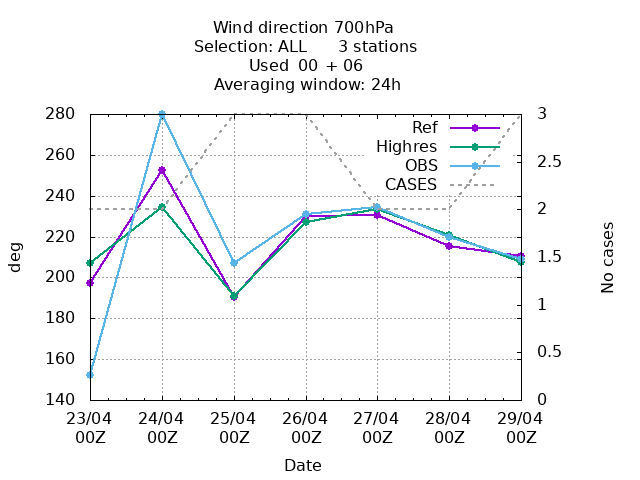 Wind direction 700hPa
Selection: ALL 3 stations
Used 00 + 06
Averaging window: 24h
Ref
Highres
OBS
CASES
280
260
240
220
200
180
160
140
3
2.5
2
1.5
1
0.5
0
deg
No cases
23/04 24/04 25/04 26/04 27/04 28/04 29/04
00Z 00Z 00Z 00Z 00Z 00Z 00Z
Date